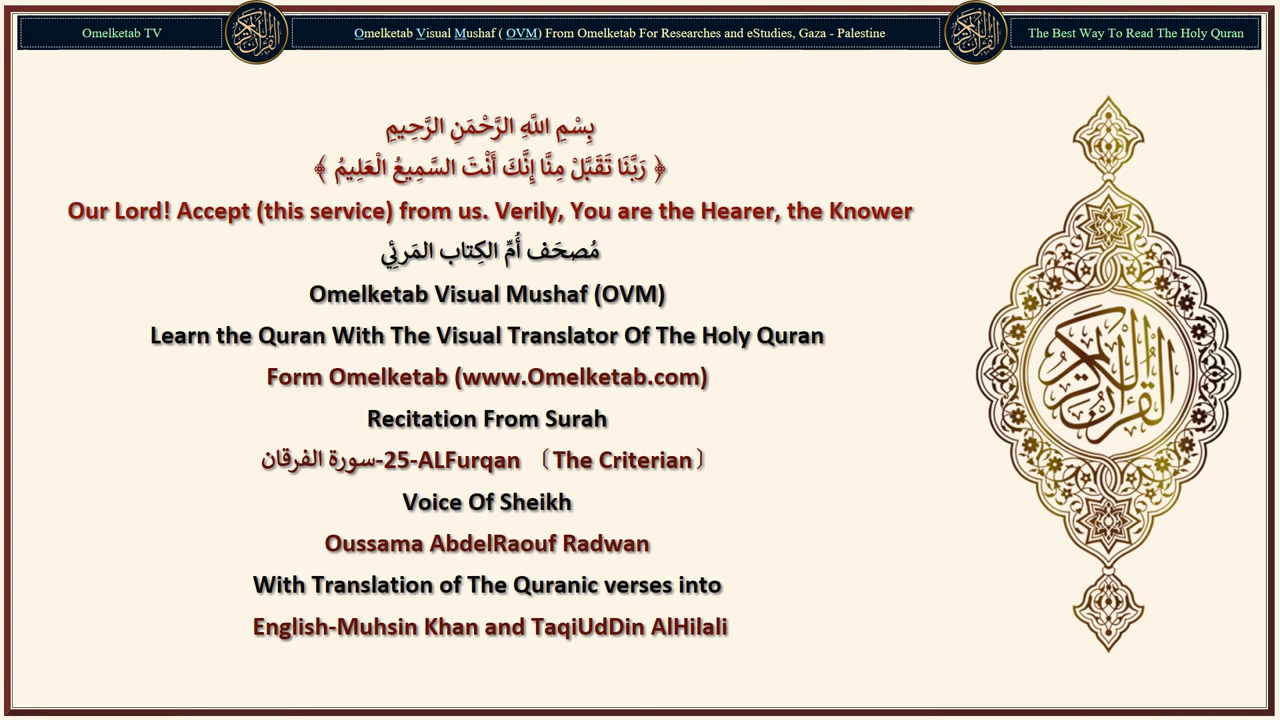 Omelketab TV
Omelketab Visual Mushaf ( OVM) From Omelketab For Researches and eStudies, Gaza - Palestine
The Best Way To Read The Holy Quran
بِسْمِ اللَّهِ الرَّحْمَنِ الرَّحِيمِ
﴿ رَبَّنَا تَقَبَّلْ مِنَّا إِنَّكَ أَنْتَ السَّمِيعُ الْعَلِيمُ ﴾
Our Lord! Accept (this service) from us. Verily, You are the Hearer, the Knower
مُصحَف أُمِّ الكِتاب المَرئِي
Omelketab Visual Mushaf (OVM)
Learn the Quran With The Visual Translator Of The Holy Quran
Form Omelketab (www.Omelketab.com)
Recitation From Surah
سورة الفرقان-25-ALFurqan 〔The Criterian〕
Voice Of Sheikh
Oussama AbdelRaouf Radwan
With Translation of The Quranic verses into
English-Muhsin Khan and TaqiUdDin AlHilali
القرآن الكريم